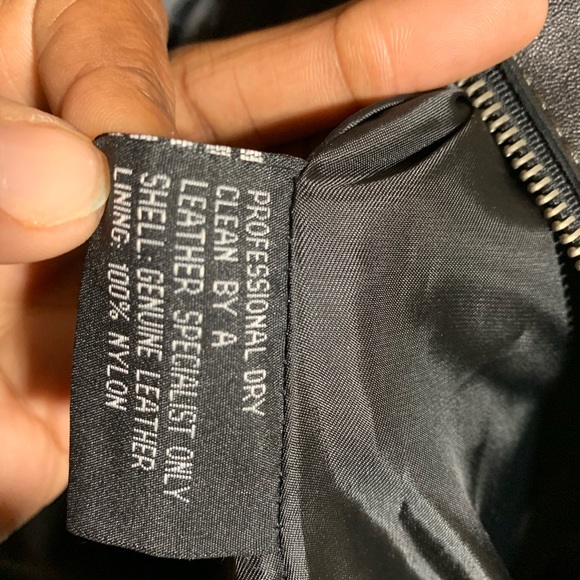 PROFESSIONAL DRY
CLEAN BY A
LEATHER SPECIALIST ONLY
SHELL: GENUINE LEATHER
LINING: 100% NYLON